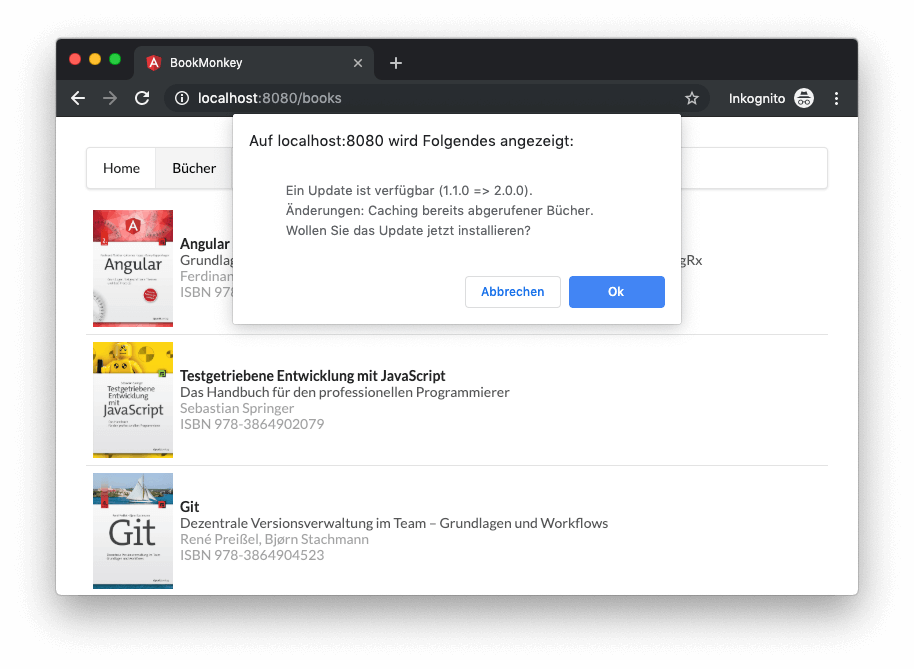 BookMonkey
localhost:8080/books
Inkognito
Auf localhost:8080 wird Folgendes angezeigt:
Home
Bücher
Ein Update ist verfügbar (1.1.0 => 2.0.0).
Änderungen: Caching bereits abgerufener Bücher.
Wollen Sie das Update jetzt installieren?
Abbrechen
Ok
Angular
Angular
Grundlag
gRx
Ferdinan
ISBN 978
Testgetriebene
Entwicklung
mit
JavaScript
Testgetriebene Entwicklung mit JavaScript
Das Handbuch für den professionellen Programmierer
Sebastian Springer
ISBN 978-3864902079
Git
Git
Dezentrale Versionsverwaltung im Team – Grundlagen und Workflows
René Preißel, Bjørn Stachmann
ISBN 978-3864904523